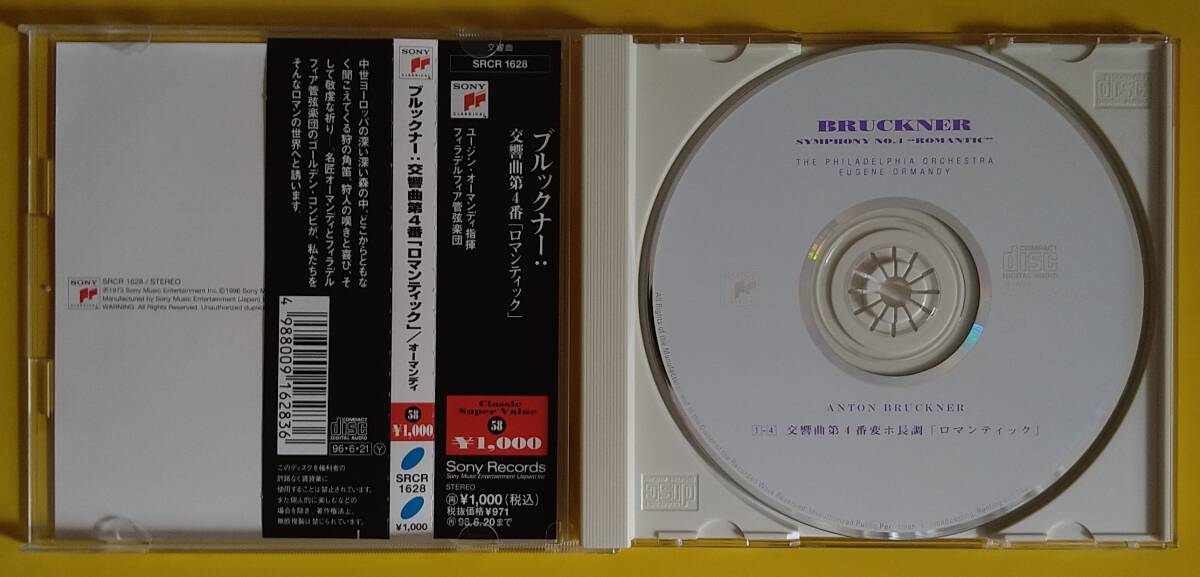 SONY
CLASSICAL
SRCR 1628 / STEREO
Ⓟ1973 Sony Music Entertainment Inc. Ⓒ1996 Sony M
Manufactured by Sony Music Entertainment (Japan)
WARNING: All Rights Reserved. Unauthorized duplic
中世ヨーロッパの深い深い森の中、どこからともな
く聞こえてくる狩の角笛、狩人の嘆きと喜び、そ
して敬虔な祈り…。名匠オーマンディとフィラデル
フィア管弦楽団のゴールデン・コンビが、私たちを
そんなロマンの世界へと誘います。
4 988009 162836
COMPACT
disc
DIGITAL AUDIO
96・6・21 Y
このディスクを権利者の
許諾なく賃貸業に
使用することは禁止されています。
また個人的に楽しむなどの
場合を除き、著作権法上、
無断複製は禁じられています。
SONY
CLASSICAL
ブルックナー:交響曲第4番「ロマンティック」/オーマンディ
58
¥1,000
SRCR
1628
¥1,000
交響曲
SRCR 1628
SONY
CLASSICAL
ブルックナー:
交響曲第4番「ロマンティック」
ユージン・オーマンディ指揮
フィラデルフィア管弦楽団
Classic
Super Value
58
¥1,000
Sony Records
Sony Music Entertainment (Japan) Inc.
STEREO
再¥1,000(税込)
税抜価格¥971
6.20まで
BRUCKNER
SYMPHONY NO.4 “ROMANTIC”
THE PHILADELPHIA ORCHESTRA
EUGENE ORMANDY
COMPACT
disc
DIGITAL AUDIO
ANTON BRUCKNER
1-4 交響曲第4番変ホ長調「ロマンティック」
disc
disc